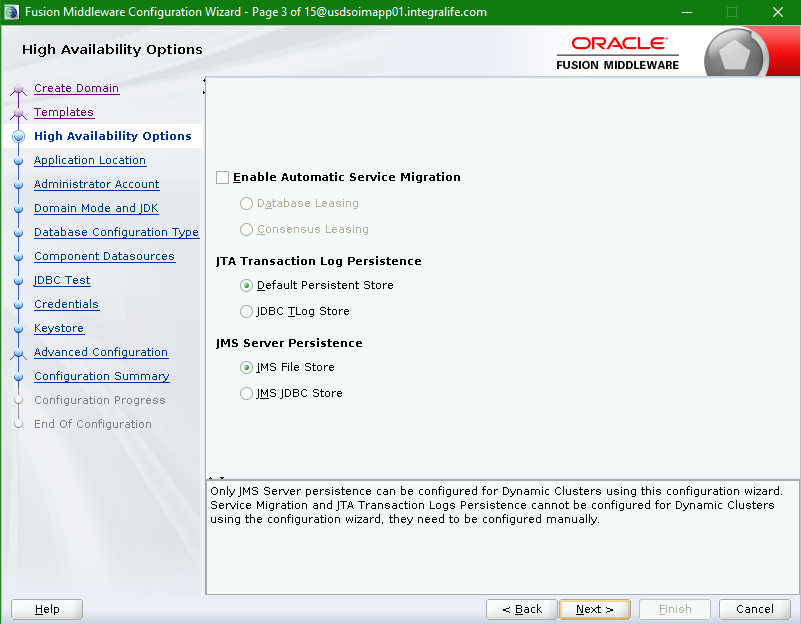 Fusion Middleware Configuration Wizard - Page 3 of 15@usdsoimapp01.integralife.com
High Availability Options
ORACLE
FUSION MIDDLEWARE
Create Domain
Templates
High Availability Options
Application Location
Administrator Account
Domain Mode and JDK
Database Configuration Type
Component Datasources
JDBC Test
Credentials
Keystore
Advanced Configuration
Configuration Summary
Configuration Progress
End Of Configuration
Enable Automatic Service Migration
Database Leasing
Consensus Leasing
JTA Transaction Log Persistence
Default Persistent Store
JDBC TLog Store
JMS Server Persistence
JMS File Store
JMS JDBC Store
Only JMS Server persistence can be configured for Dynamic Clusters using this configuration wizard.
Service Migration and JTA Transaction Logs Persistence cannot be configured for Dynamic Clusters
using the configuration wizard, they need to be configured manually.
Help
< Back
Next >
Finish
Cancel